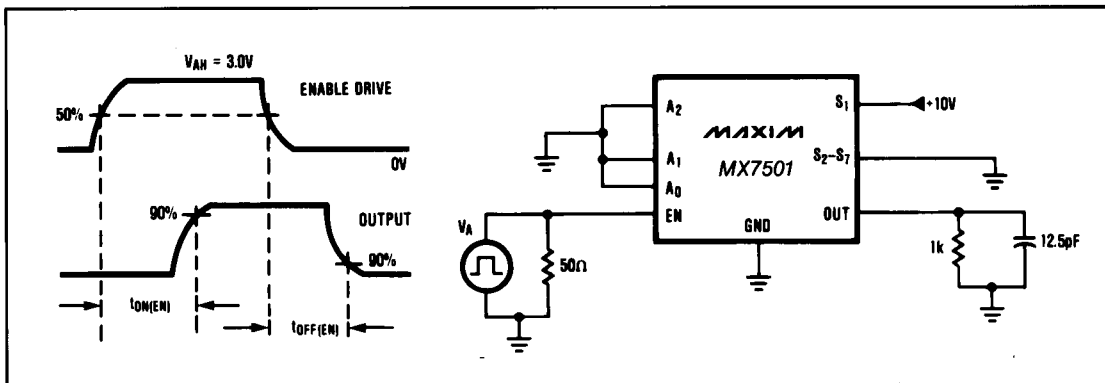 V_AH = 3.0V
ENABLE DRIVE
50%
0V
OUTPUT
90%
90%
t_ON(EN)
t_OFF(EN)
A₂
A₁
A₀
EN
MAXIM
MX7501
GND
S₁
S₂–S₇
OUT
+10V
V_A
50Ω
1k
12.5pF